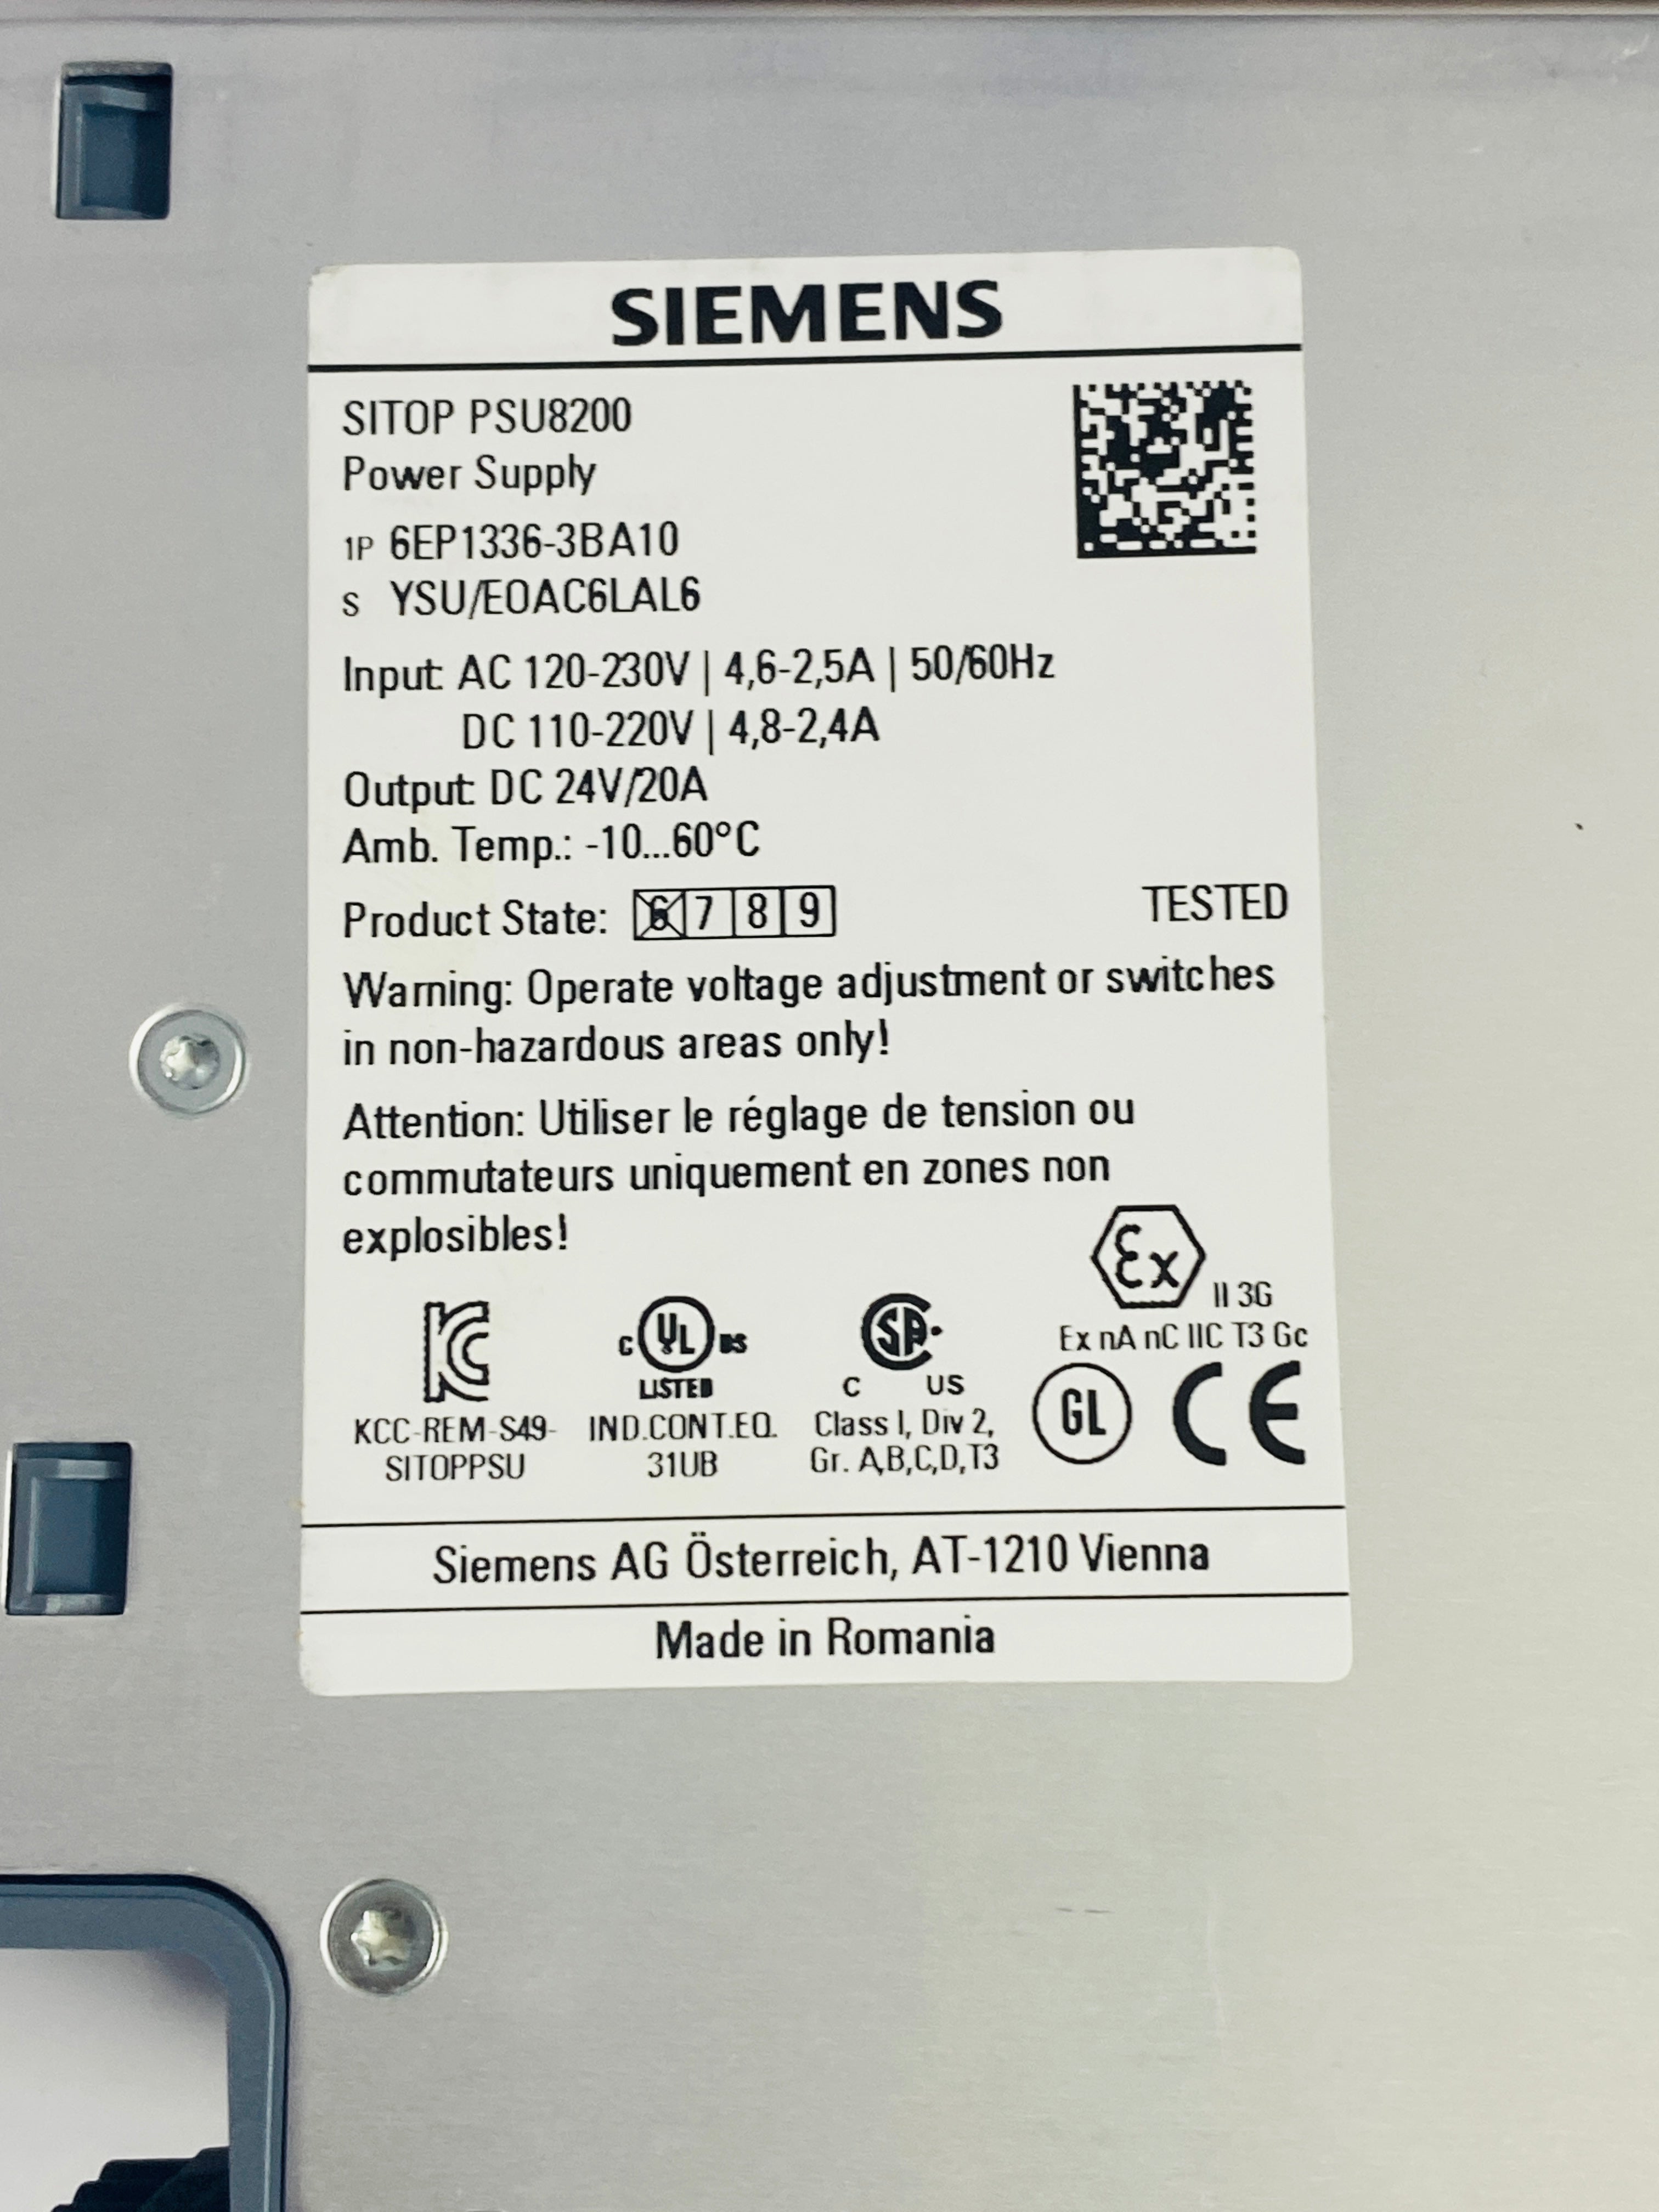 SIEMENS
SITOP PSU8200
Power Supply
1P 6EP1336-3BA10
S YSU/E0AC6LAL6
Input: AC 120-230V | 4,6-2,5A | 50/60Hz
DC 110-220V | 4,8-2,4A
Output: DC 24V/20A
Amb. Temp.: -10...60°C
Product State: 6 7 8 9 TESTED
Warning: Operate voltage adjustment or switches
in non-hazardous areas only!
Attention: Utiliser le réglage de tension ou
commutateurs uniquement en zones non
explosibles!
Ex II 3G
Ex nA nC IIC T3 Gc
C UL US
LISTED
SA
C US
GL CE
KCC-REM-S49-
SITOPPSU
IND.CONT.EQ.
31UB
Class I, Div 2,
Gr. A,B,C,D,T3
Siemens AG Österreich, AT-1210 Vienna
Made in Romania